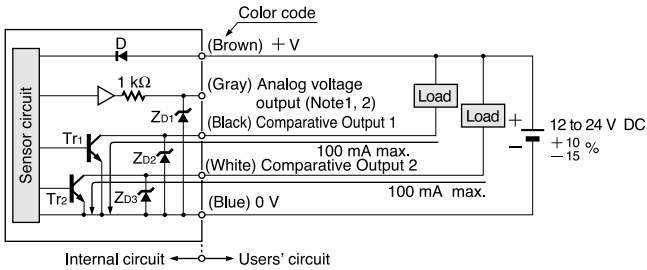 Color code
D
(Brown) + V
1 kΩ
(Gray) Analog voltage
output (Note1, 2)
Load
Load
Sensor circuit
ZD1
(Black) Comparative Output 1
+
12 to 24 V DC
Tr1
100 mA max.
−
+ 10
− 15 %
ZD2
(White) Comparative Output 2
Tr2
ZD3
100 mA max.
(Blue) 0 V
Internal circuit
Users' circuit